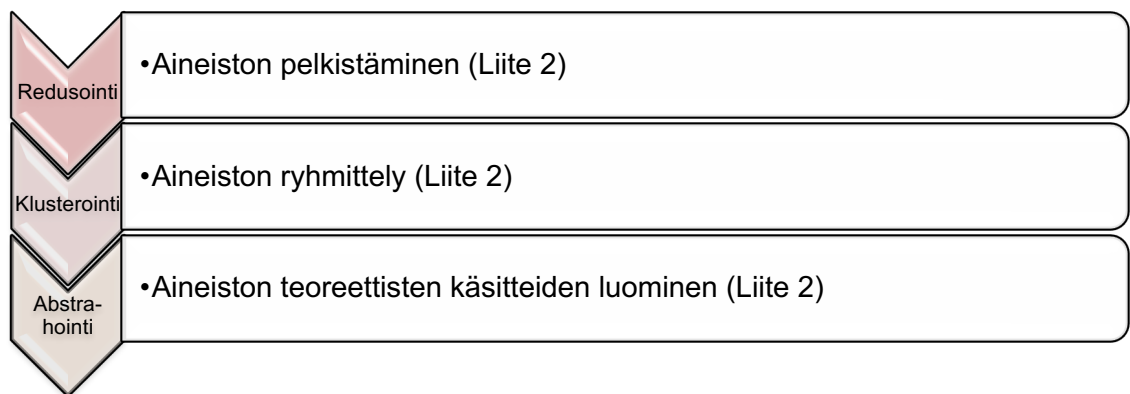 Redusointi
•Aineiston pelkistäminen (Liite 2)
Klusterointi
•Aineiston ryhmittely (Liite 2)
Abstra-
hointi
•Aineiston teoreettisten käsitteiden luominen (Liite 2)